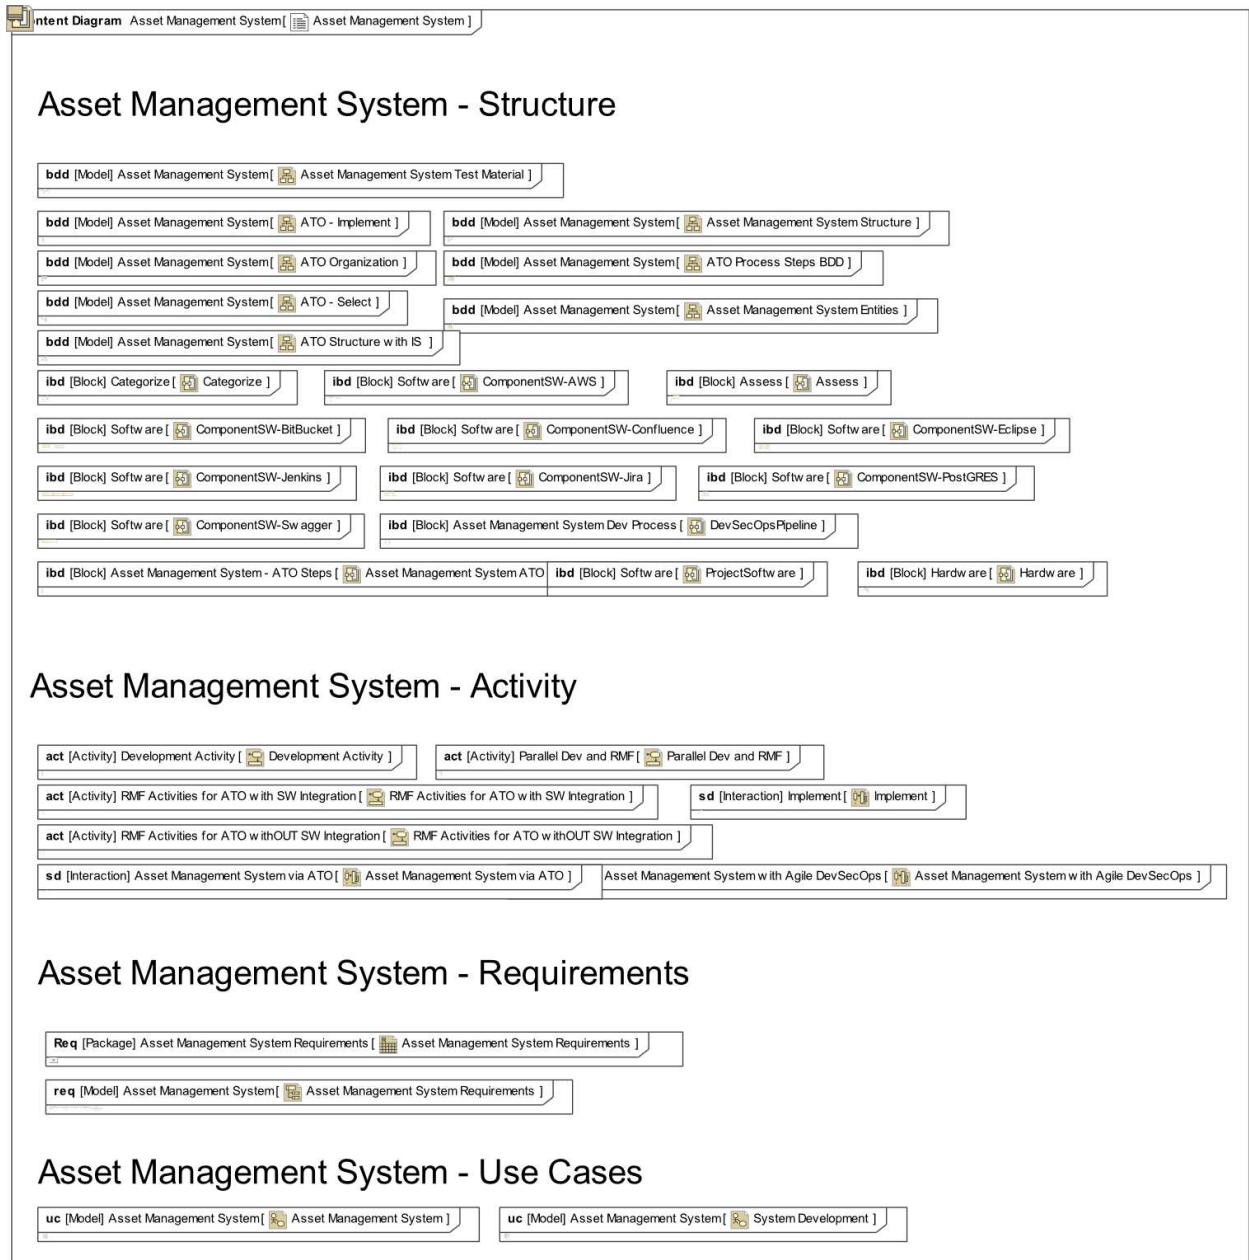 ntent Diagram Asset Management System[ Asset Management System ]
Asset Management System - Structure
bdd [Model] Asset Management System[ Asset Management System Test Material ]
bdd [Model] Asset Management System[ ATO - Implement ] bdd [Model] Asset Management System[ Asset Management System Structure ]
bdd [Model] Asset Management System[ ATO Organization ] bdd [Model] Asset Management System[ ATO Process Steps BDD ]
bdd [Model] Asset Management System[ ATO - Select ] bdd [Model] Asset Management System[ Asset Management System Entities ]
bdd [Model] Asset Management System[ ATO Structure with IS ]
ibd [Block] Categorize [ Categorize ] ibd [Block] Software [ ComponentSW-AWS ] ibd [Block] Assess [ Assess ]
ibd [Block] Software [ ComponentSW-BitBucket ] ibd [Block] Software [ ComponentSW-Confluence ] ibd [Block] Software [ ComponentSW-Eclipse ]
ibd [Block] Software [ ComponentSW-Jenkins ] ibd [Block] Software [ ComponentSW-Jira ] ibd [Block] Software [ ComponentSW-PostGRES ]
ibd [Block] Software [ ComponentSW-Swagger ] ibd [Block] Asset Management System Dev Process [ DevSecOpsPipeline ]
ibd [Block] Asset Management System - ATO Steps [ Asset Management System ATO ibd [Block] Software [ ProjectSoftware ] ibd [Block] Hardware [ Hardware ]
Asset Management System - Activity
act [Activity] Development Activity [ Development Activity ] act [Activity] Parallel Dev and RMF[ Parallel Dev and RMF ]
act [Activity] RMF Activities for ATO with SW Integration [ RMF Activities for ATO with SW Integration ] sd [Interaction] Implement [ Implement ]
act [Activity] RMF Activities for ATO withOUT SW Integration [ RMF Activities for ATO withOUT SW Integration ]
sd [Interaction] Asset Management System via ATO [ Asset Management System via ATO ] Asset Management System with Agile DevSecOps [ Asset Management System with Agile DevSecOps ]
Asset Management System - Requirements
Req [Package] Asset Management System Requirements [ Asset Management System Requirements ]
req [Model] Asset Management System[ Asset Management System Requirements ]
Asset Management System - Use Cases
uc [Model] Asset Management System[ Asset Management System ] uc [Model] Asset Management System[ System Development ]